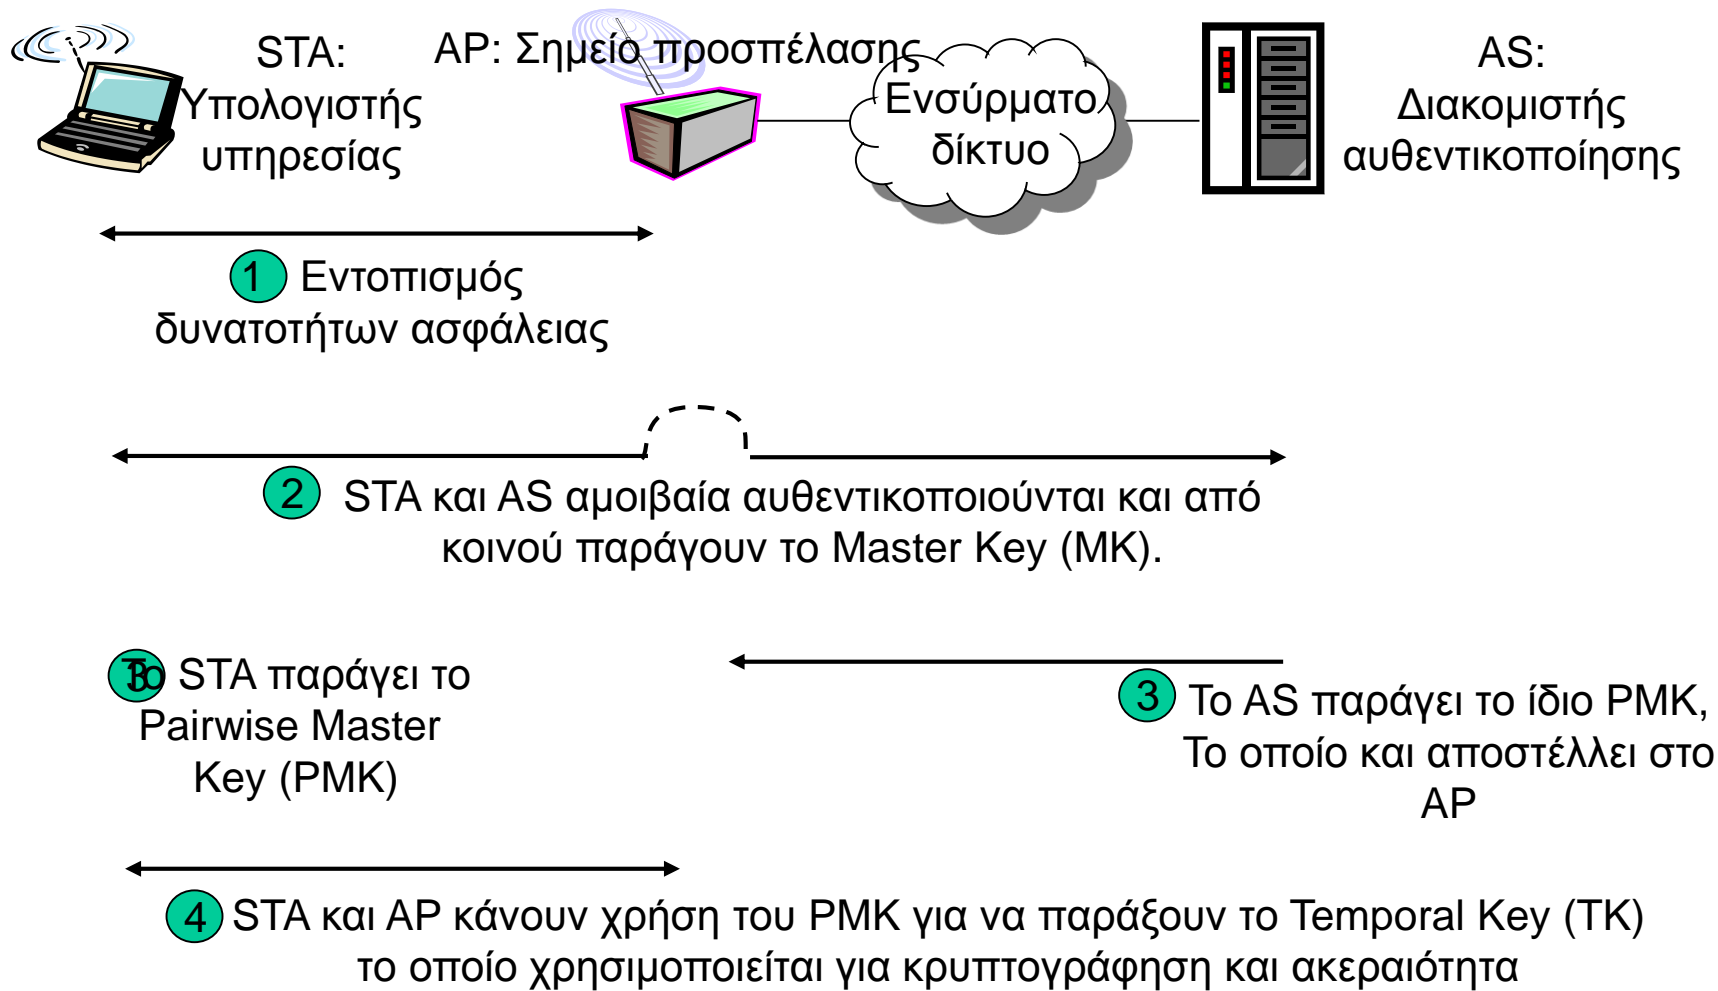 STA:
Υπολογιστής
υπηρεσίας
AP: Σημείο προσπέλασης
Ενσύρματο
δίκτυο
AS:
Διακομιστής
αυθεντικοποίησης
1 Εντοπισμός
δυνατοτήτων ασφάλειας
2 STA και AS αμοιβαία αυθεντικοποιούνται και από
κοινού παράγουν το Master Key (MK).
3 Το STA παράγει το
Pairwise Master
Key (PMK)
3 Το AS παράγει το ίδιο PMK,
Το οποίο και αποστέλλει στο
AP
4 STA και AP κάνουν χρήση του PMK για να παράξουν το Temporal Key (TK)
το οποίο χρησιμοποιείται για κρυπτογράφηση και ακεραιότητα